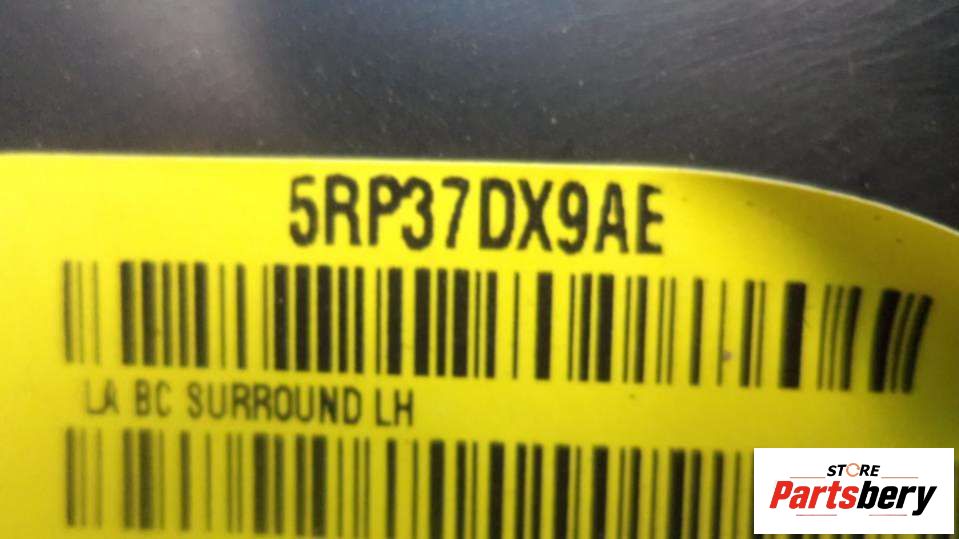 5RP37DX9AE
LA BC SURROUND LH
STORE
Partsbery